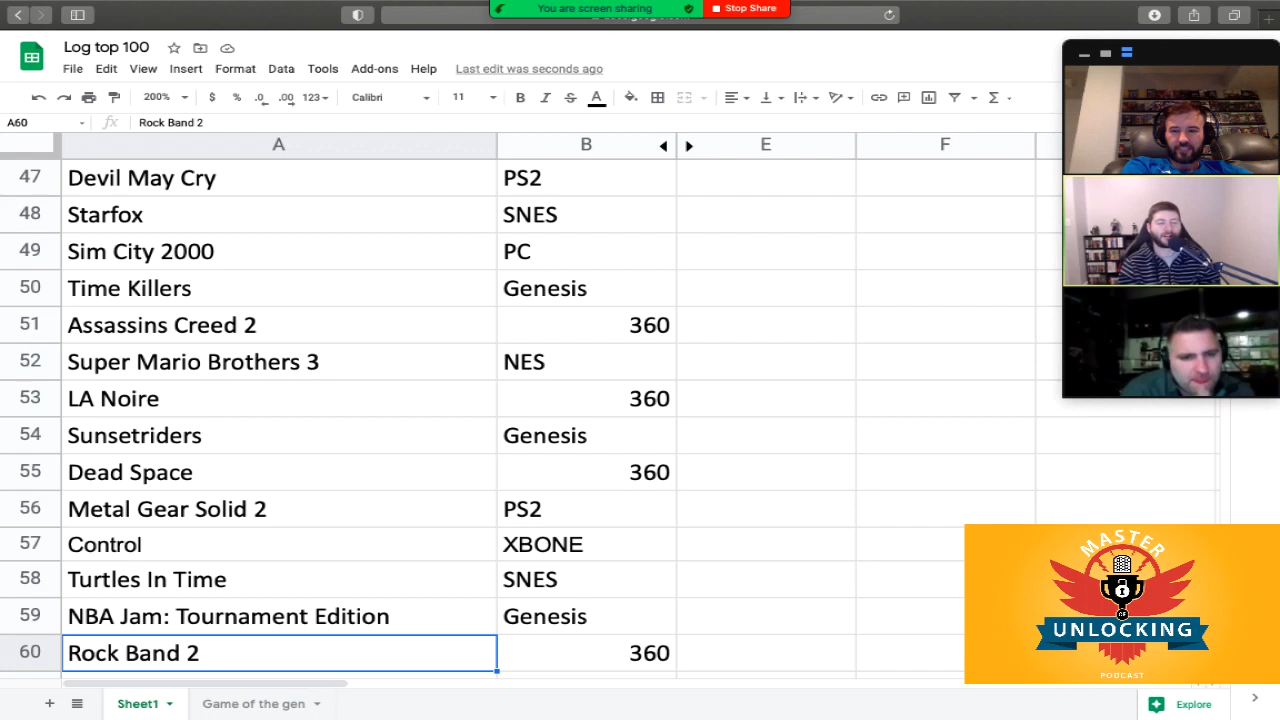 You are screen sharing
Stop Share
Log top 100
File Edit View Insert Format Data Tools Add-ons Help Last edit was seconds ago
200% $ % .0 .00 123 Calibri 11 B I S A
A60 fx Rock Band 2
A B E F
47 Devil May Cry PS2
48 Starfox SNES
49 Sim City 2000 PC
50 Time Killers Genesis
51 Assassins Creed 2 360
52 Super Mario Brothers 3 NES
53 LA Noire 360
54 Sunsetriders Genesis
55 Dead Space 360
56 Metal Gear Solid 2 PS2
57 Control XBONE
58 Turtles In Time SNES
59 NBA Jam: Tournament Edition Genesis
60 Rock Band 2 360
MASTER
OF
UNLOCKING
PODCAST
Sheet1 Game of the gen Explore